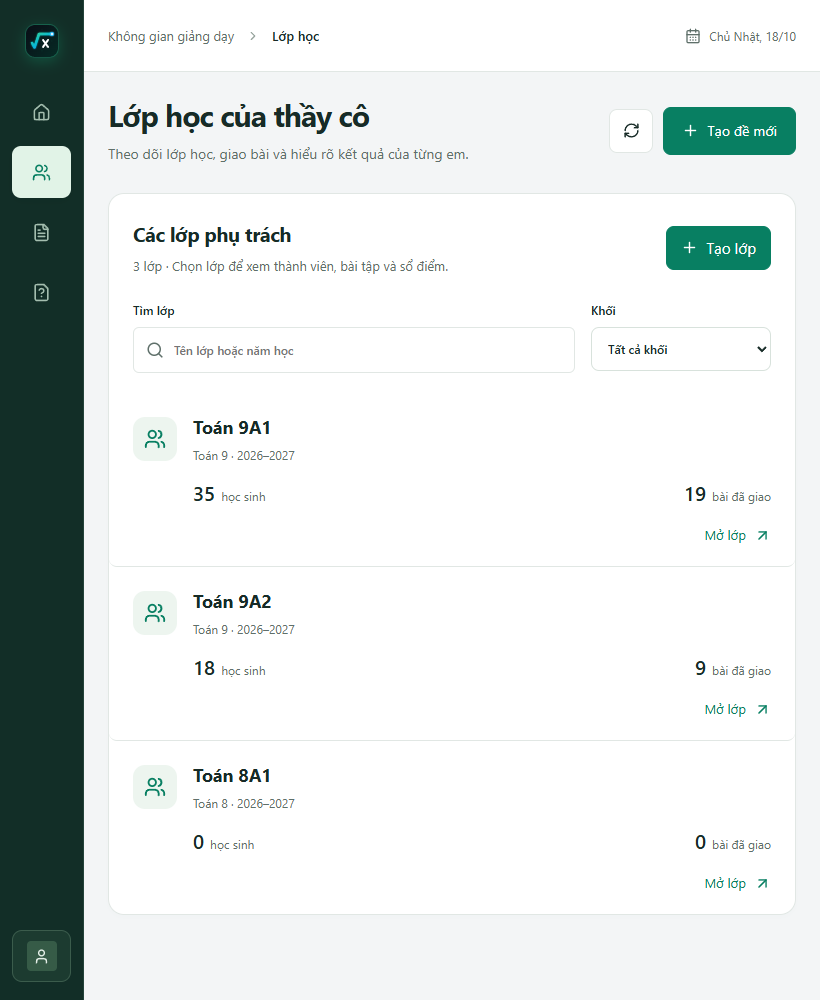 √x
Không gian giảng dạy > Lớp học
Chủ Nhật, 18/10
Lớp học của thầy cô
Theo dõi lớp học, giao bài và hiểu rõ kết quả của từng em.
+ Tạo đề mới
Các lớp phụ trách
3 lớp · Chọn lớp để xem thành viên, bài tập và sổ điểm.
+ Tạo lớp
Tìm lớp
Khối
Tên lớp hoặc năm học
Tất cả khối
Toán 9A1
Toán 9 · 2026–2027
35 học sinh
19 bài đã giao
Mở lớp
Toán 9A2
Toán 9 · 2026–2027
18 học sinh
9 bài đã giao
Mở lớp
Toán 8A1
Toán 8 · 2026–2027
0 học sinh
0 bài đã giao
Mở lớp